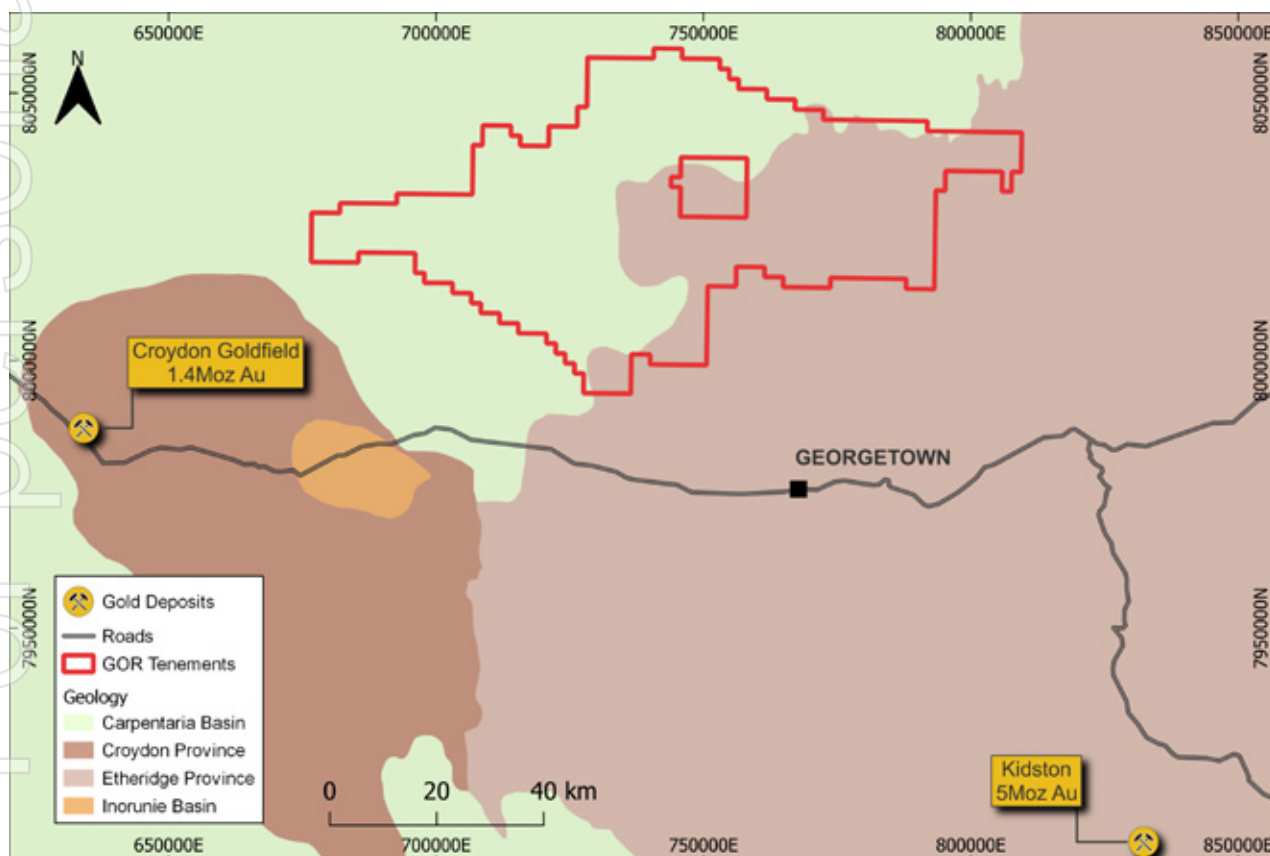 650000E 700000E 750000E 800000E 850000E
N
8050000N 8050000N
Croydon Goldfield
1.4Moz Au
8000000N 8000000N
GEORGETOWN
Gold Deposits
Roads
GOR Tenements
Geology
Carpentaria Basin
Croydon Province
Etheridge Province
Inorunie Basin
7950000N 7950000N
0 20 40 km
Kidston
5Moz Au
650000E 700000E 750000E 800000E 850000E